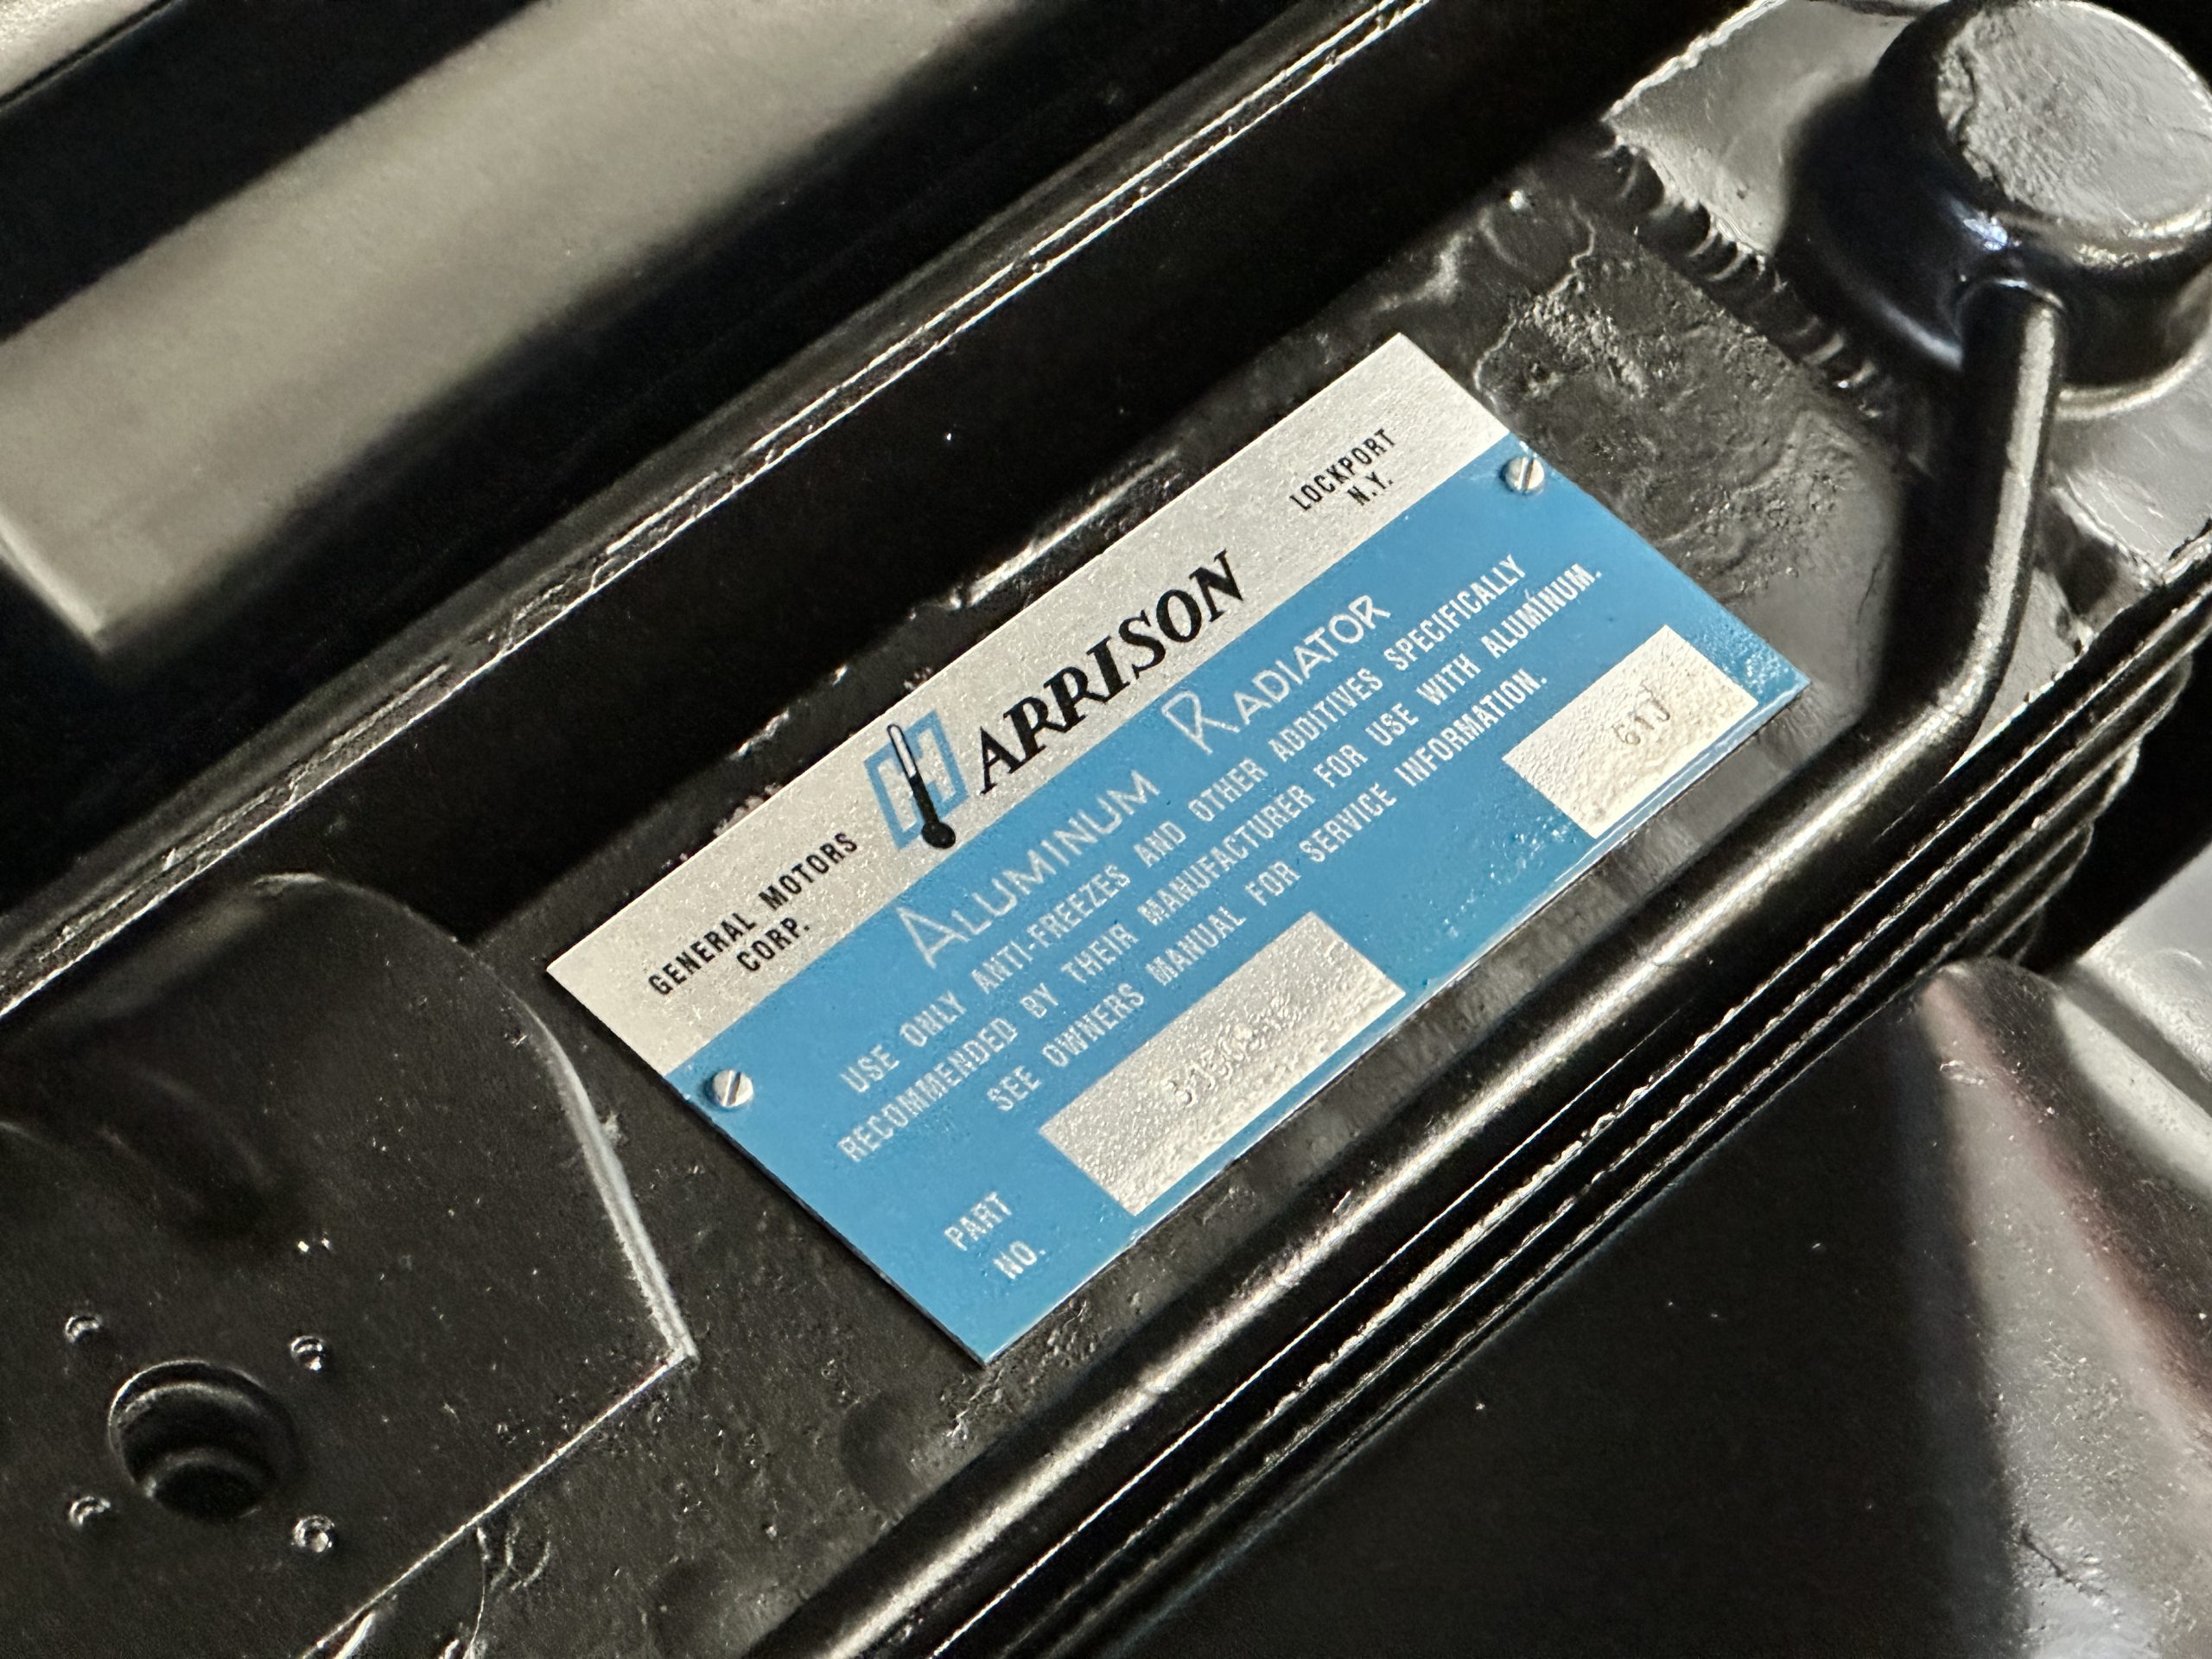 GENERAL MOTORS
CORP.
HARRISON
LOCKPORT
N.Y.
ALUMINUM RADIATOR
USE ONLY ANTI-FREEZES AND OTHER ADDITIVES SPECIFICALLY
RECOMMENDED BY THEIR MANUFACTURER FOR USE WITH ALUMINUM.
SEE OWNERS MANUAL FOR SERVICE INFORMATION.
PART
NO.
61J